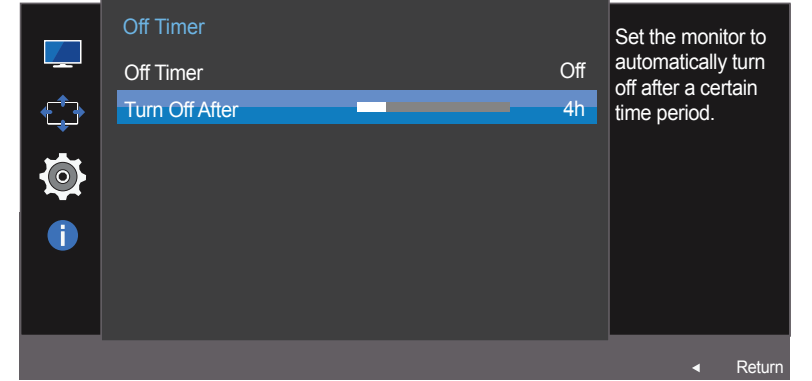 Off Timer
Off Timer Off
Turn Off After 4h
Set the monitor to
automatically turn
off after a certain
time period.
i
Return